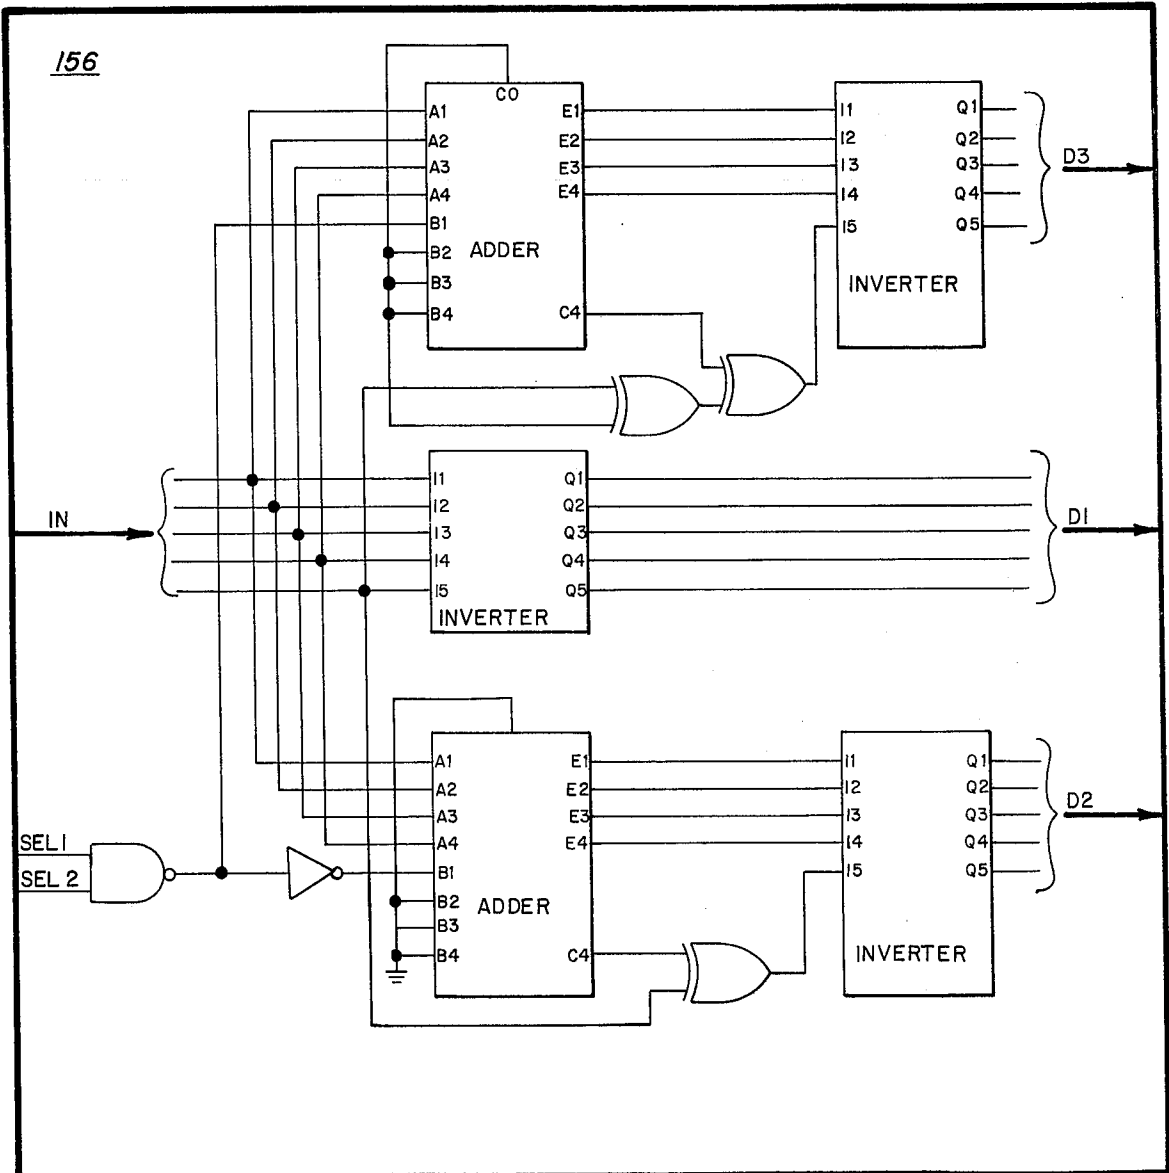 156
C0
A1
A2
A3
A4
B1
B2
B3
B4
ADDER
E1
E2
E3
E4
C4
I1
I2
I3
I4
I5
INVERTER
Q1
Q2
Q3
Q4
Q5
D3
IN
I1
I2
I3
I4
I5
INVERTER
Q1
Q2
Q3
Q4
Q5
D1
SEL 1
SEL 2
A1
A2
A3
A4
B1
B2
B3
B4
ADDER
E1
E2
E3
E4
C4
I1
I2
I3
I4
I5
INVERTER
Q1
Q2
Q3
Q4
Q5
D2